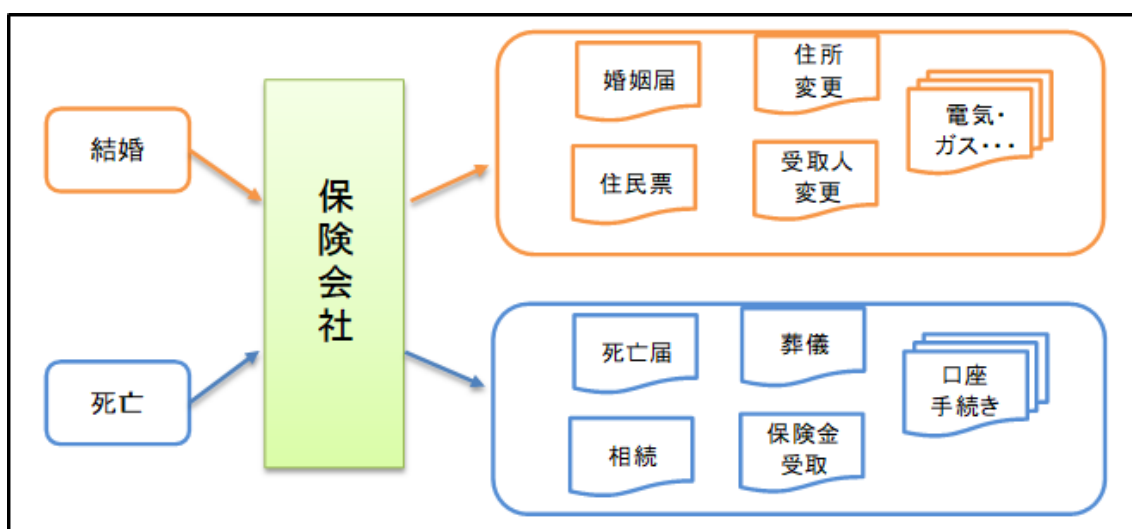 結婚
死亡
保険会社
婚姻届
住所
変更
電気・
ガス・・・
住民票
受取人
変更
死亡届
葬儀
口座
手続き
相続
保険金
受取